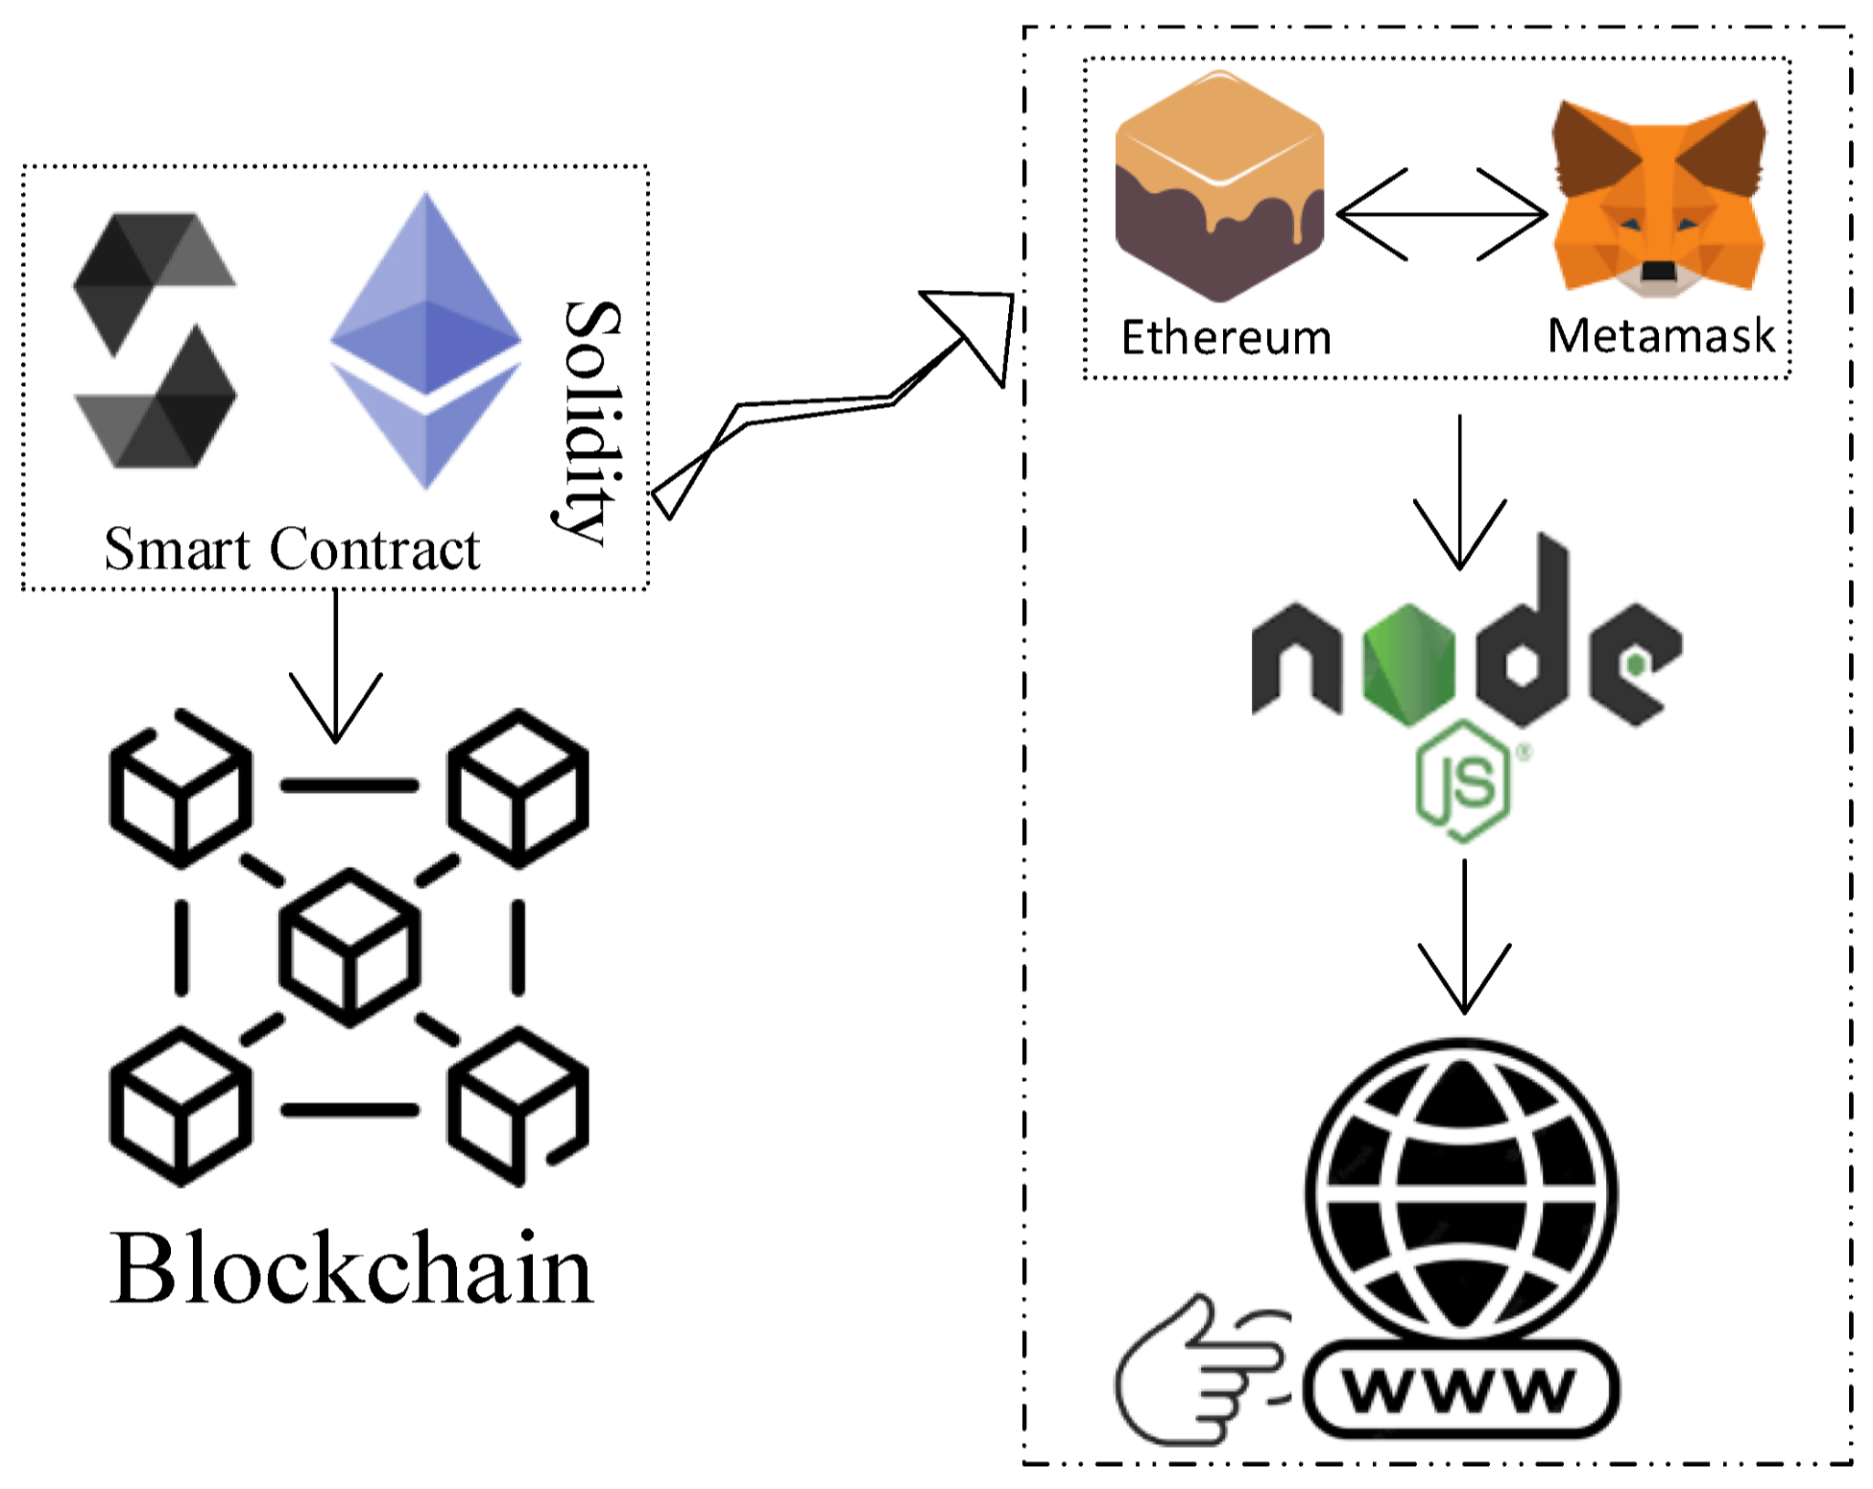 Smart Contract
Solidity
Blockchain
Ethereum
Metamask
node
JS
®
www